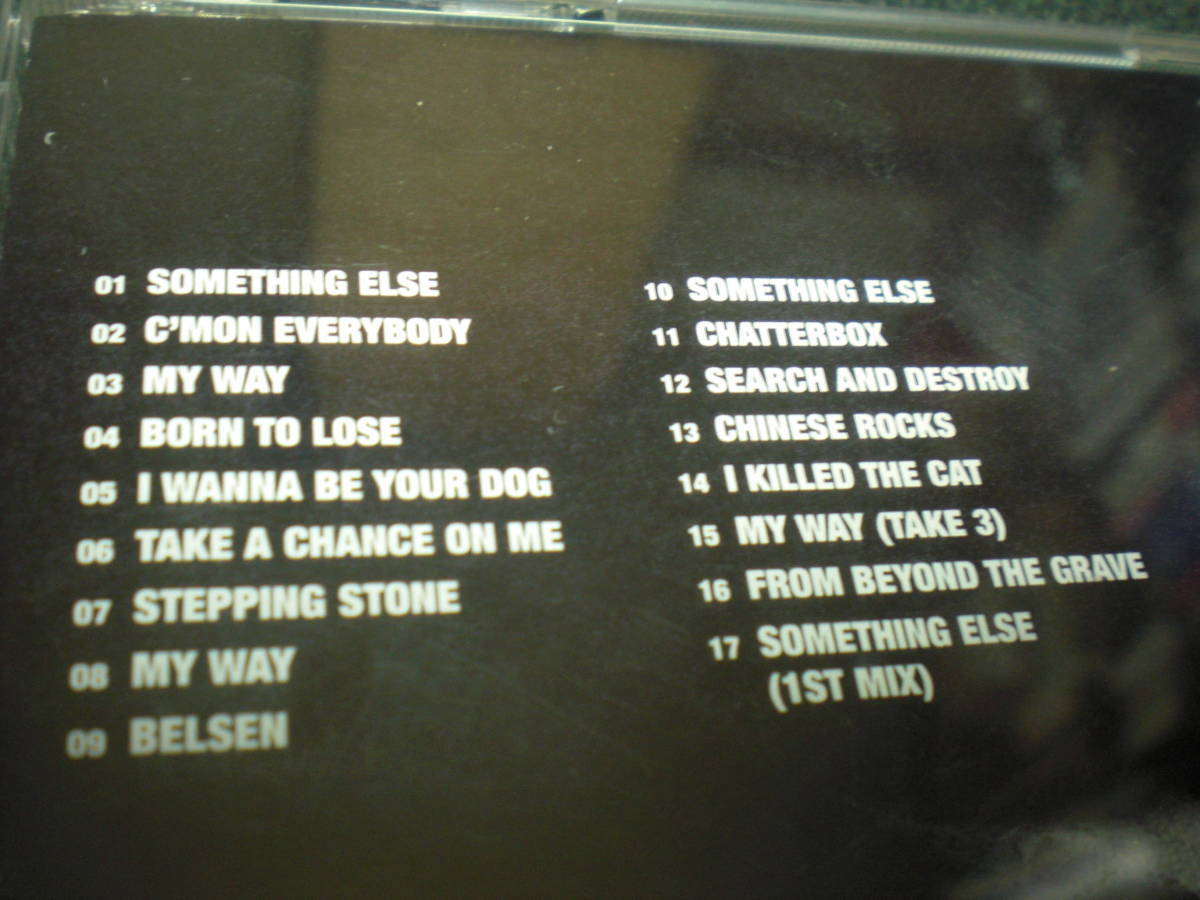 01 SOMETHING ELSE
02 C'MON EVERYBODY
03 MY WAY
04 BORN TO LOSE
05 I WANNA BE YOUR DOG
06 TAKE A CHANCE ON ME
07 STEPPING STONE
08 MY WAY
09 BELSEN
10 SOMETHING ELSE
11 CHATTERBOX
12 SEARCH AND DESTROY
13 CHINESE ROCKS
14 I KILLED THE CAT
15 MY WAY (TAKE 3)
16 FROM BEYOND THE GRAVE
17 SOMETHING ELSE
(1ST MIX)